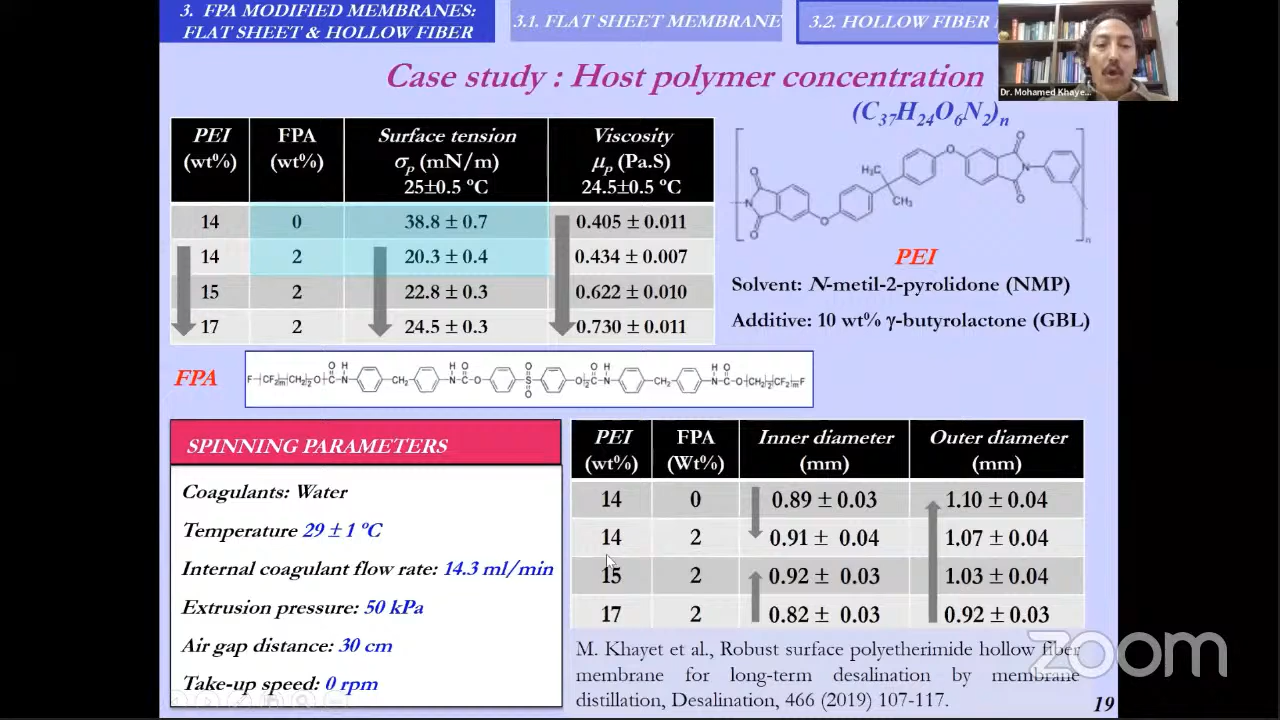 3. FPA MODIFIED MEMBRANES:
FLAT SHEET & HOLLOW FIBER
3.1. FLAT SHEET MEMBRANE
3.2. HOLLOW FIBER
Dr. Mohamed Khaye...
Case study : Host polymer concentration
(C37H24O6N2)n
PEI (wt%) FPA (wt%) Surface tension σp (mN/m) 25±0.5 ºC Viscosity μp (Pa.S) 24.5±0.5 ºC
14 0 38.8 ± 0.7 0.405 ± 0.011
14 2 20.3 ± 0.4 0.434 ± 0.007
15 2 22.8 ± 0.3 0.622 ± 0.010
17 2 24.5 ± 0.3 0.730 ± 0.011
PEI
Solvent: N-metil-2-pyrolidone (NMP)
Additive: 10 wt% γ-butyrolactone (GBL)
FPA
SPINNING PARAMETERS
Coagulants: Water
Temperature 29 ± 1 ºC
Internal coagulant flow rate: 14.3 ml/min
Extrusion pressure: 50 kPa
Air gap distance: 30 cm
Take-up speed: 0 rpm
PEI (wt%) FPA (Wt%) Inner diameter (mm) Outer diameter (mm)
14 0 0.89 ± 0.03 1.10 ± 0.04
14 2 0.91 ± 0.04 1.07 ± 0.04
15 2 0.92 ± 0.03 1.03 ± 0.04
17 2 0.82 ± 0.03 0.92 ± 0.03
M. Khayet et al., Robust surface polyetherimide hollow fiber
membrane for long-term desalination by membrane
distillation, Desalination, 466 (2019) 107-117.
zoom
19